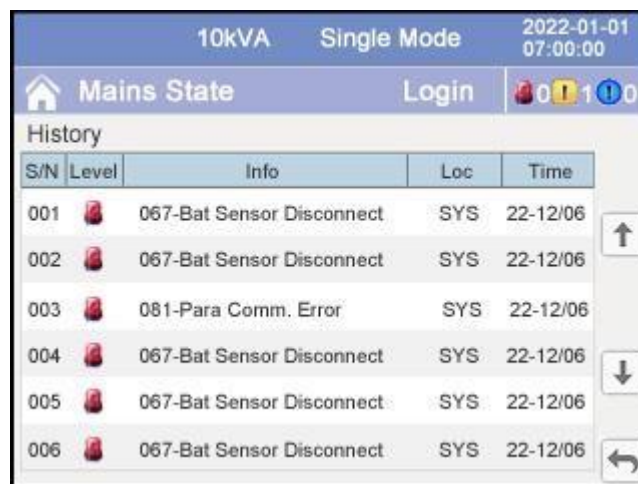 10kVA Single Mode 2022-01-01
07:00:00
Mains State Login 0 ! 1 ! 0
History
S/N Level Info Loc Time
001 067-Bat Sensor Disconnect SYS 22-12/06
002 067-Bat Sensor Disconnect SYS 22-12/06
003 081-Para Comm. Error SYS 22-12/06
004 067-Bat Sensor Disconnect SYS 22-12/06
005 067-Bat Sensor Disconnect SYS 22-12/06
006 067-Bat Sensor Disconnect SYS 22-12/06